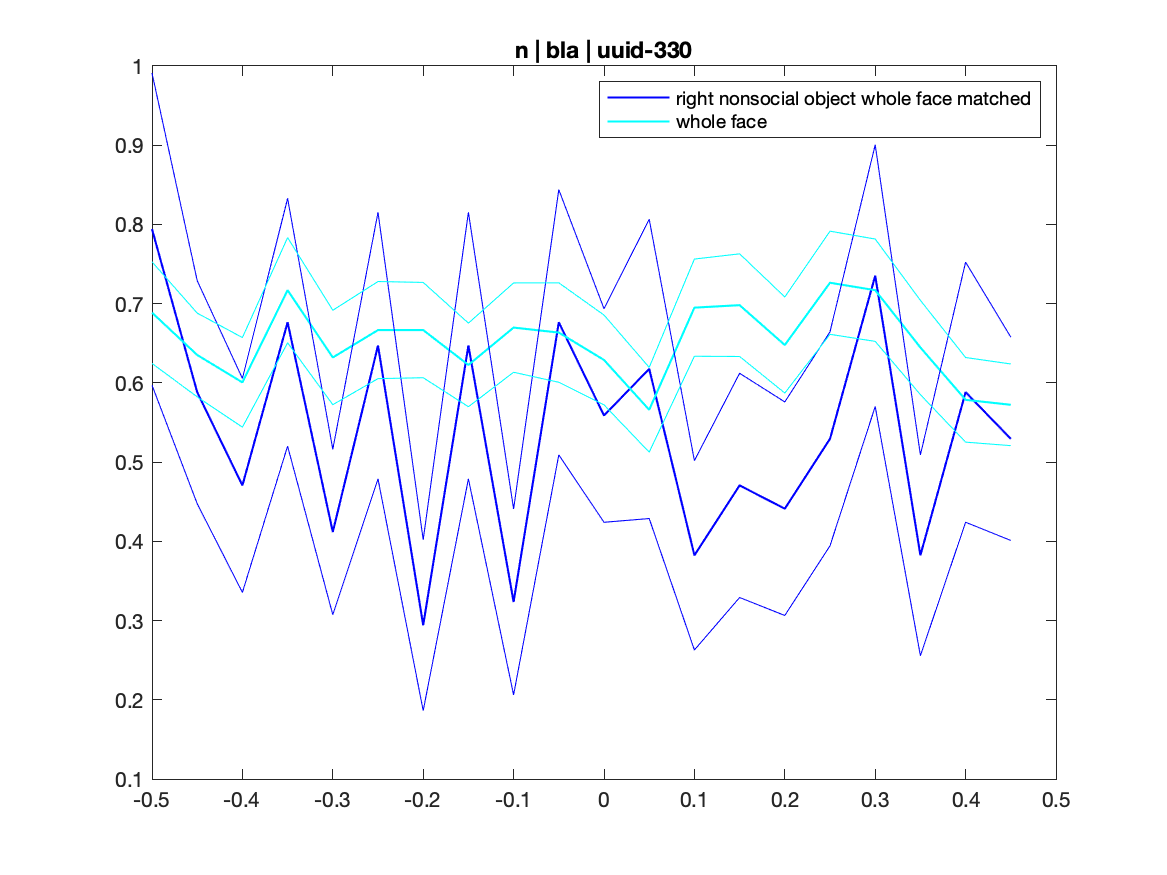 n | bla | uuid-330
right nonsocial object whole face matched
whole face
1
0.9
0.8
0.7
0.6
0.5
0.4
0.3
0.2
0.1
-0.5 -0.4 -0.3 -0.2 -0.1 0 0.1 0.2 0.3 0.4 0.5